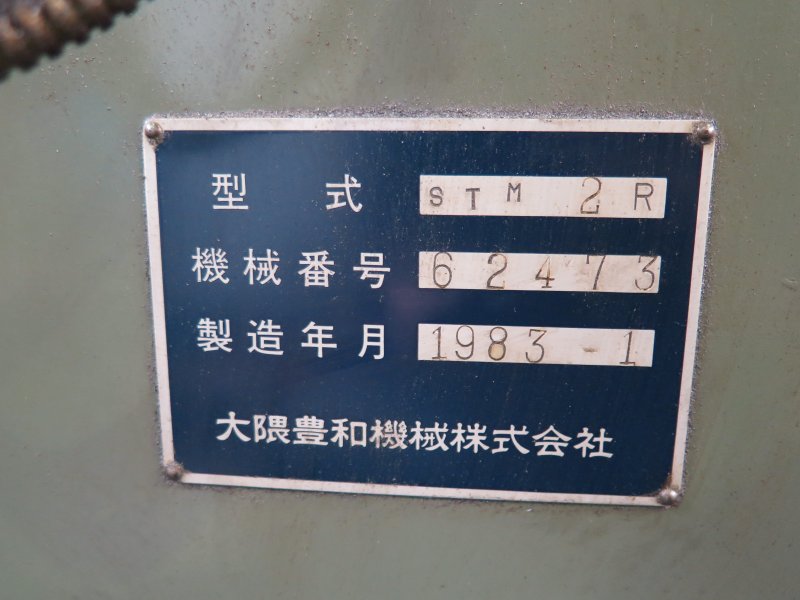 型式 STM 2R
機械番号 62473
製造年月 1983-1
大隈豊和機械株式会社